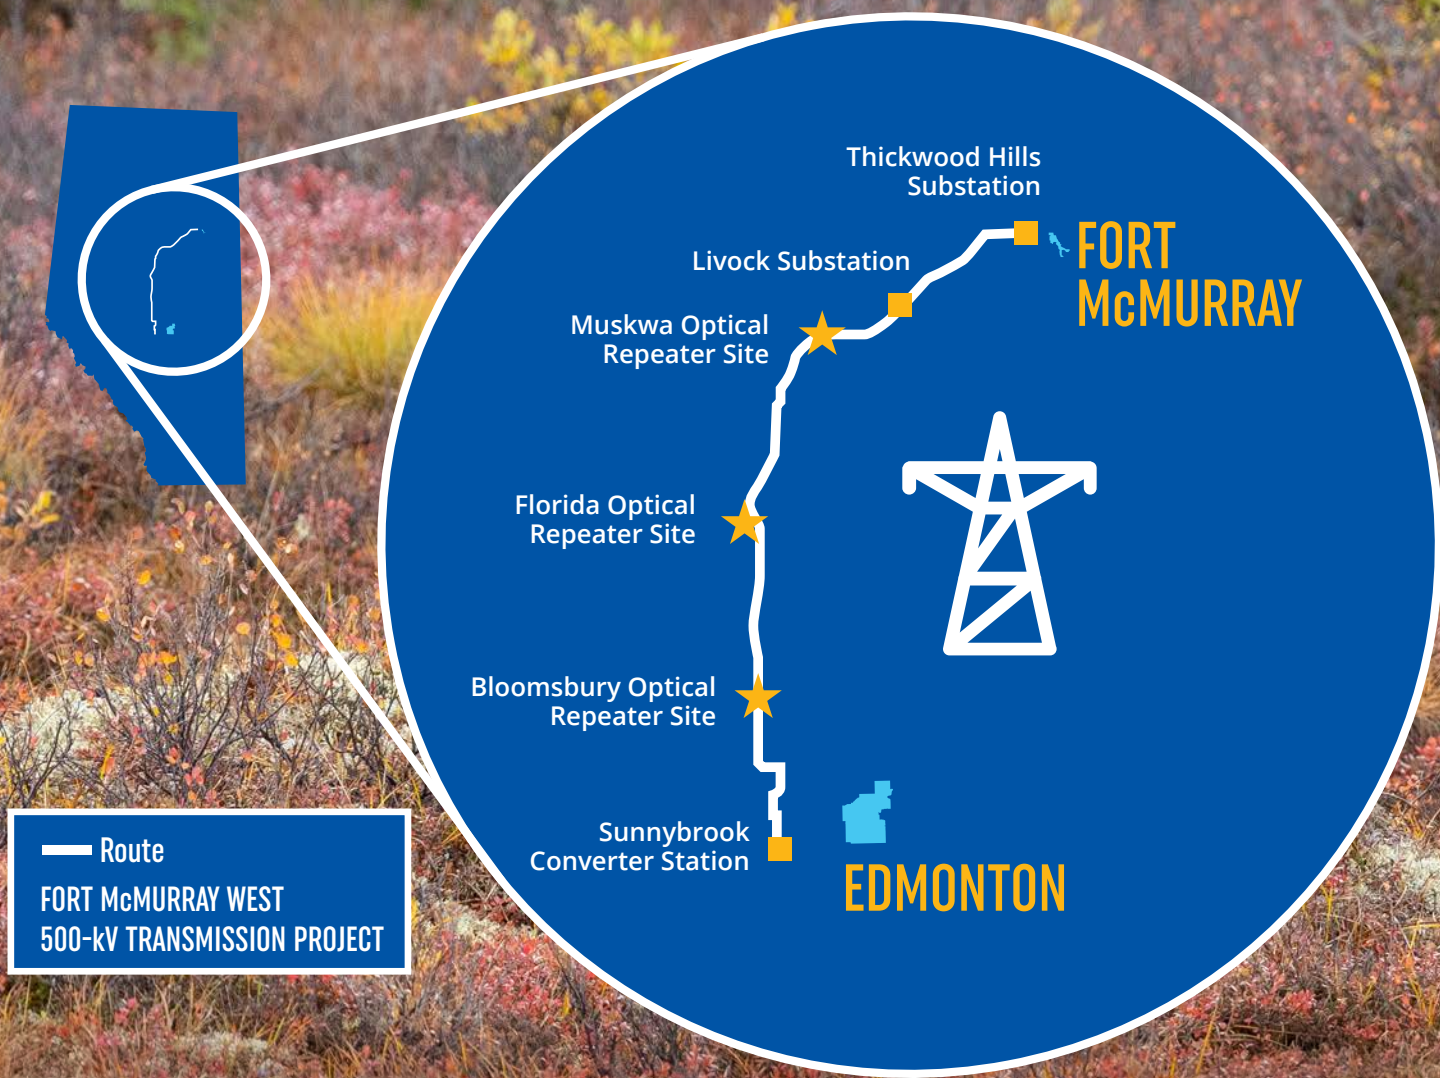 Thickwood Hills
Substation
FORT
McMURRAY
Livock Substation
Muskwa Optical
Repeater Site
Florida Optical
Repeater Site
Bloomsbury Optical
Repeater Site
Sunnybrook
Converter Station
EDMONTON
Route
FORT McMURRAY WEST
500-kV TRANSMISSION PROJECT